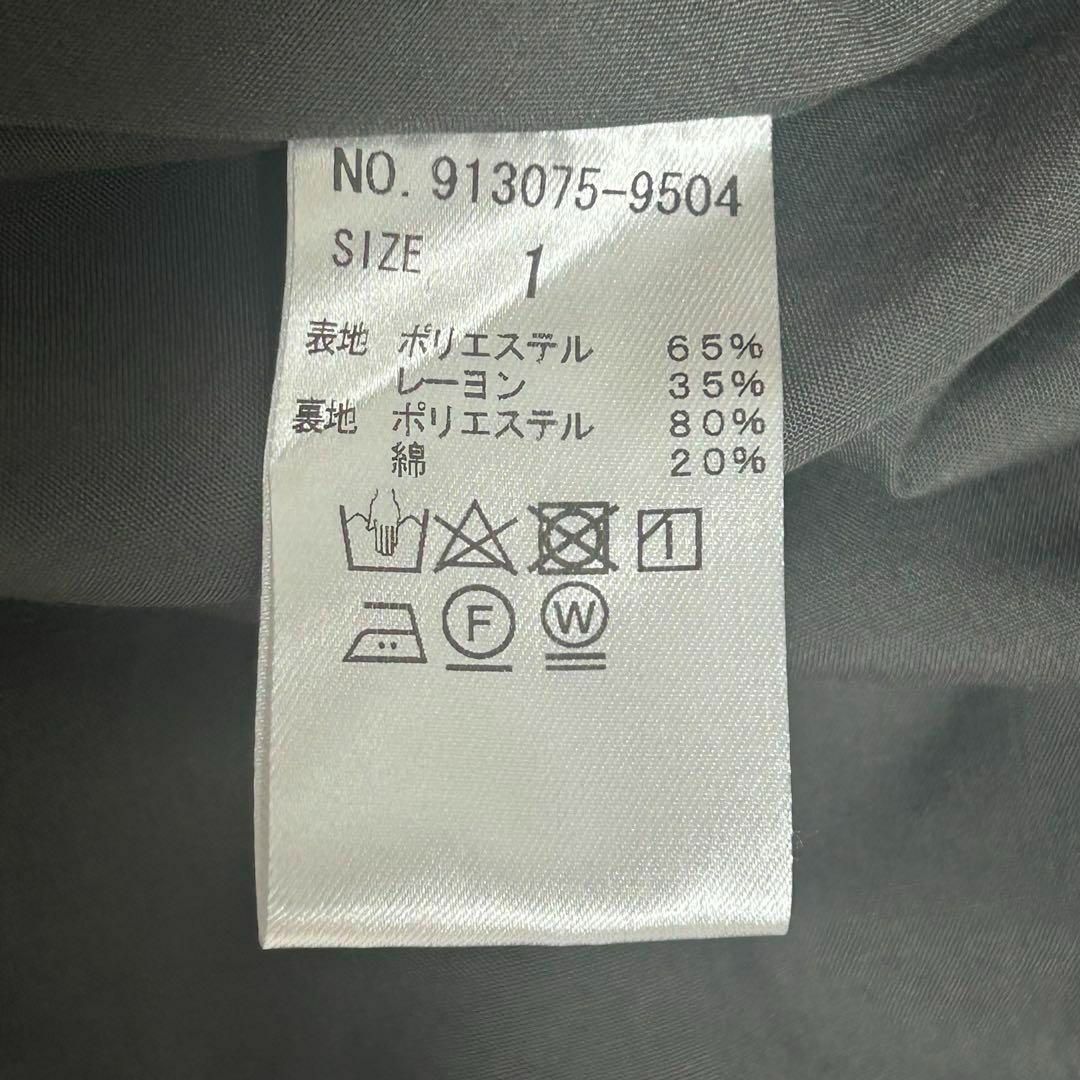 NO. 913075-9504
SIZE 1
表地 ポリエステル 65%
レーヨン 35%
裏地 ポリエステル 80%
綿 20%
1
F W